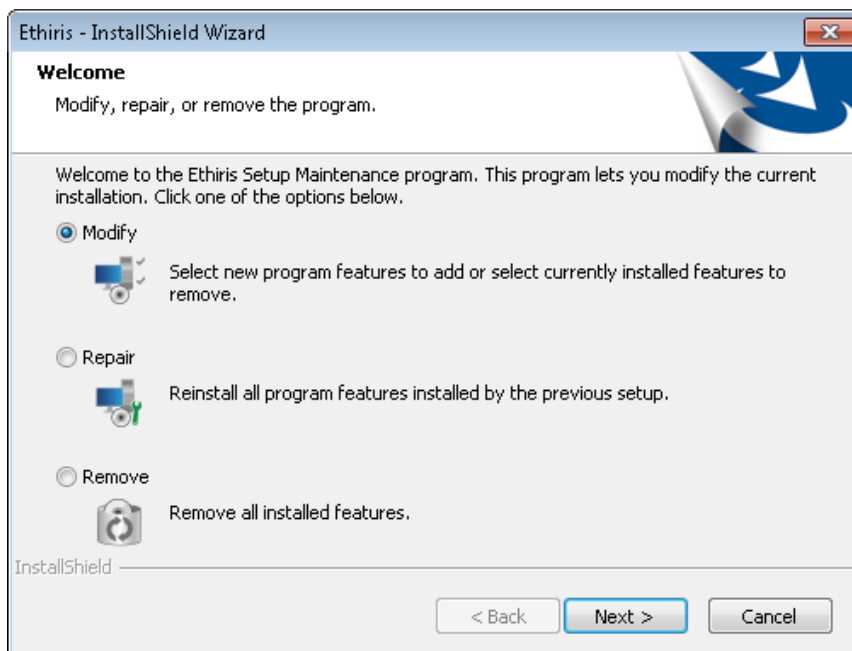 Ethiris - InstallShield Wizard
Welcome
Modify, repair, or remove the program.
Welcome to the Ethiris Setup Maintenance program. This program lets you modify the current
installation. Click one of the options below.
Modify
Select new program features to add or select currently installed features to
remove.
Repair
Reinstall all program features installed by the previous setup.
Remove
Remove all installed features.
InstallShield
< Back
Next >
Cancel